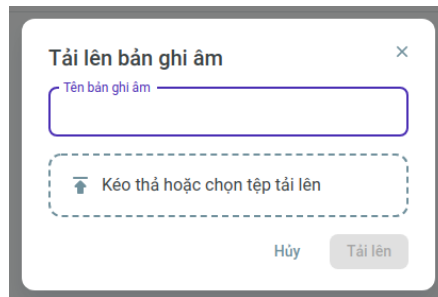 Tải lên bản ghi âm
Tên bản ghi âm
Kéo thả hoặc chọn tệp tải lên
Hủy
Tải lên